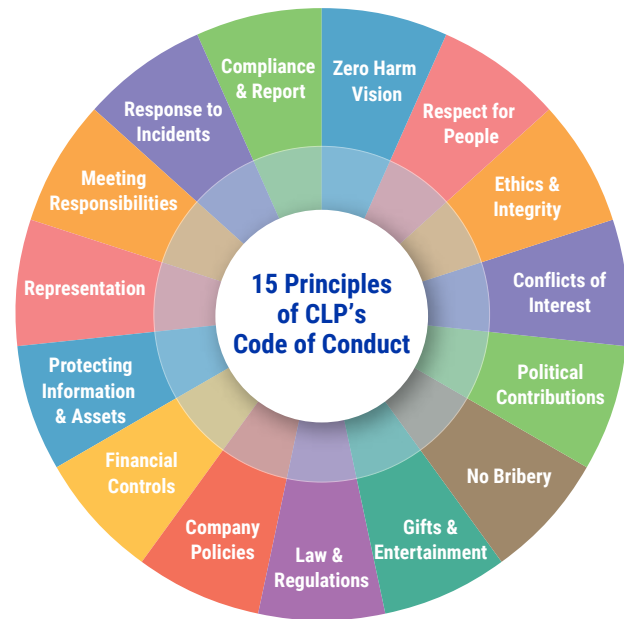 15 Principles
of CLP's
Code of Conduct
Zero Harm
Vision
Respect for
People
Ethics &
Integrity
Conflicts of
Interest
Political
Contributions
No Bribery
Gifts &
Entertainment
Law &
Regulations
Company
Policies
Financial
Controls
Protecting
Information
& Assets
Representation
Meeting
Responsibilities
Response to
Incidents
Compliance
& Report